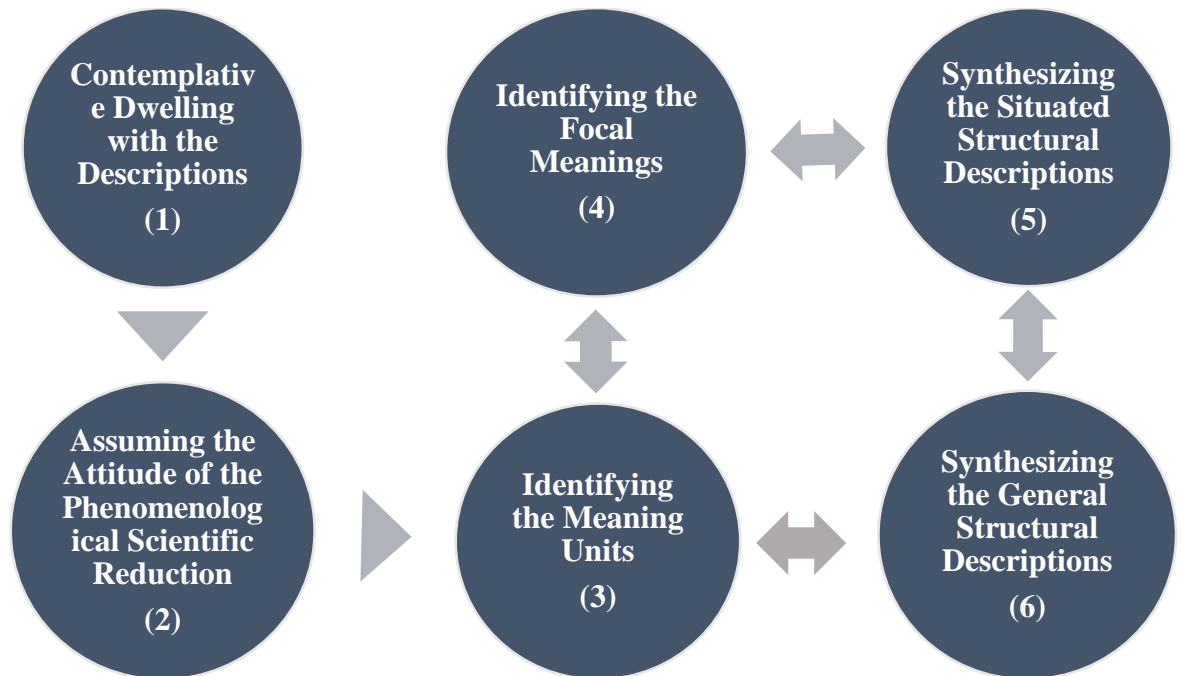 Contemplativ
e Dwelling
with the
Descriptions
(1)
Assuming the
Attitude of the
Phenomenolog
ical Scientific
Reduction
(2)
Identifying
the Meaning
Units
(3)
Identifying the
Focal
Meanings
(4)
Synthesizing
the Situated
Structural
Descriptions
(5)
Synthesizing
the General
Structural
Descriptions
(6)